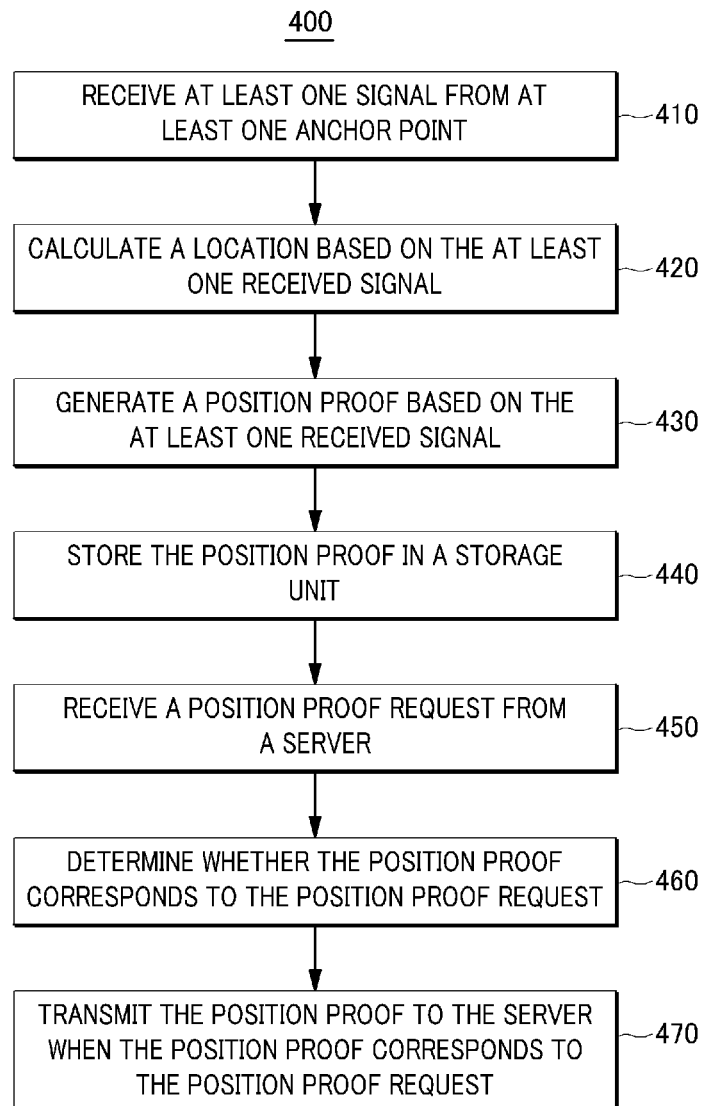 400
RECEIVE AT LEAST ONE SIGNAL FROM AT
LEAST ONE ANCHOR POINT
410
CALCULATE A LOCATION BASED ON THE AT LEAST
ONE RECEIVED SIGNAL
420
GENERATE A POSITION PROOF BASED ON THE
AT LEAST ONE RECEIVED SIGNAL
430
STORE THE POSITION PROOF IN A STORAGE
UNIT
440
RECEIVE A POSITION PROOF REQUEST FROM
A SERVER
450
DETERMINE WHETHER THE POSITION PROOF
CORRESPONDS TO THE POSITION PROOF REQUEST
460
TRANSMIT THE POSITION PROOF TO THE SERVER
WHEN THE POSITION PROOF CORRESPONDS TO
THE POSITION PROOF REQUEST
470